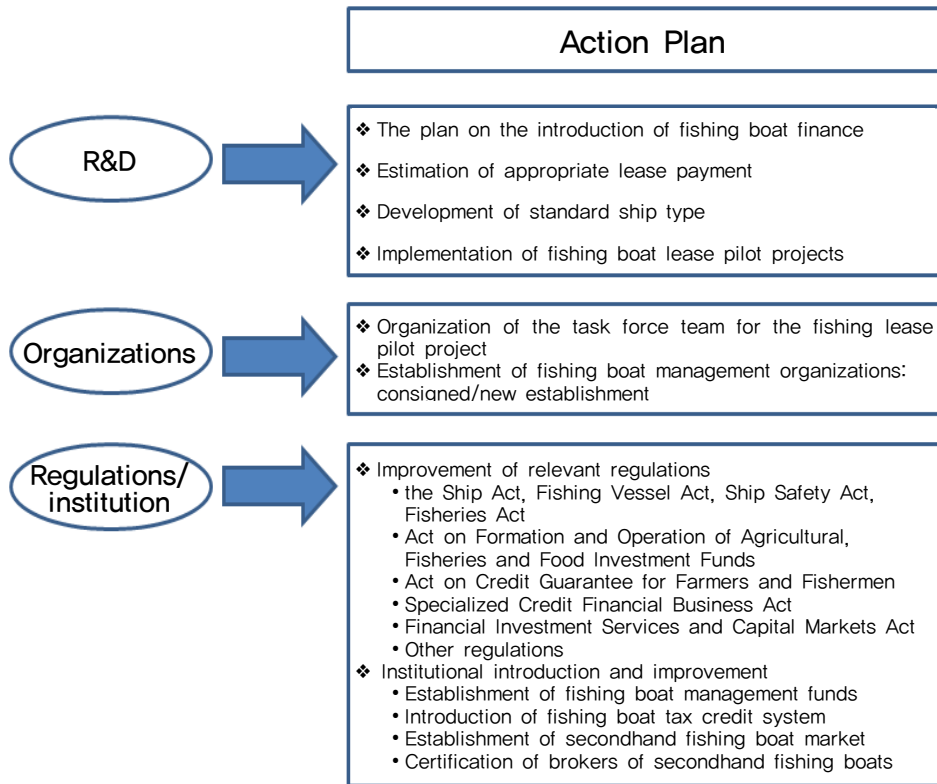 Action Plan
R&D
❖ The plan on the introduction of fishing boat finance
❖ Estimation of appropriate lease payment
❖ Development of standard ship type
❖ Implementation of fishing boat lease pilot projects
Organizations
❖ Organization of the task force team for the fishing lease
pilot project
❖ Establishment of fishing boat management organizations:
consigned/new establishment
Regulations/
institution
❖ Improvement of relevant regulations
• the Ship Act, Fishing Vessel Act, Ship Safety Act,
Fisheries Act
• Act on Formation and Operation of Agricultural,
Fisheries and Food Investment Funds
• Act on Credit Guarantee for Farmers and Fishermen
• Specialized Credit Financial Business Act
• Financial Investment Services and Capital Markets Act
• Other regulations
❖ Institutional introduction and improvement
• Establishment of fishing boat management funds
• Introduction of fishing boat tax credit system
• Establishment of secondhand fishing boat market
• Certification of brokers of secondhand fishing boats